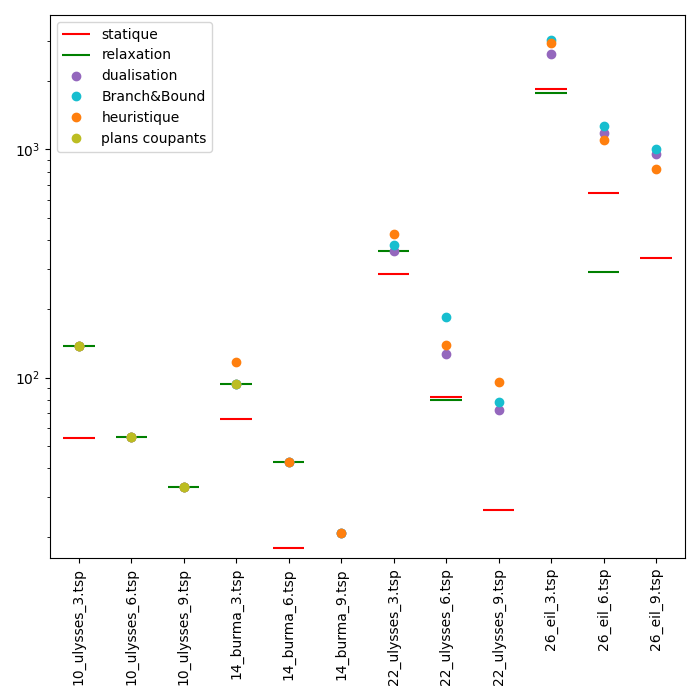 statique
relaxation
dualisation
Branch&Bound
heuristique
plans coupants
10³
10²
10_ulysses_3.tsp
10_ulysses_6.tsp
10_ulysses_9.tsp
14_burma_3.tsp
14_burma_6.tsp
14_burma_9.tsp
22_ulysses_3.tsp
22_ulysses_6.tsp
22_ulysses_9.tsp
26_eil_3.tsp
26_eil_6.tsp
26_eil_9.tsp